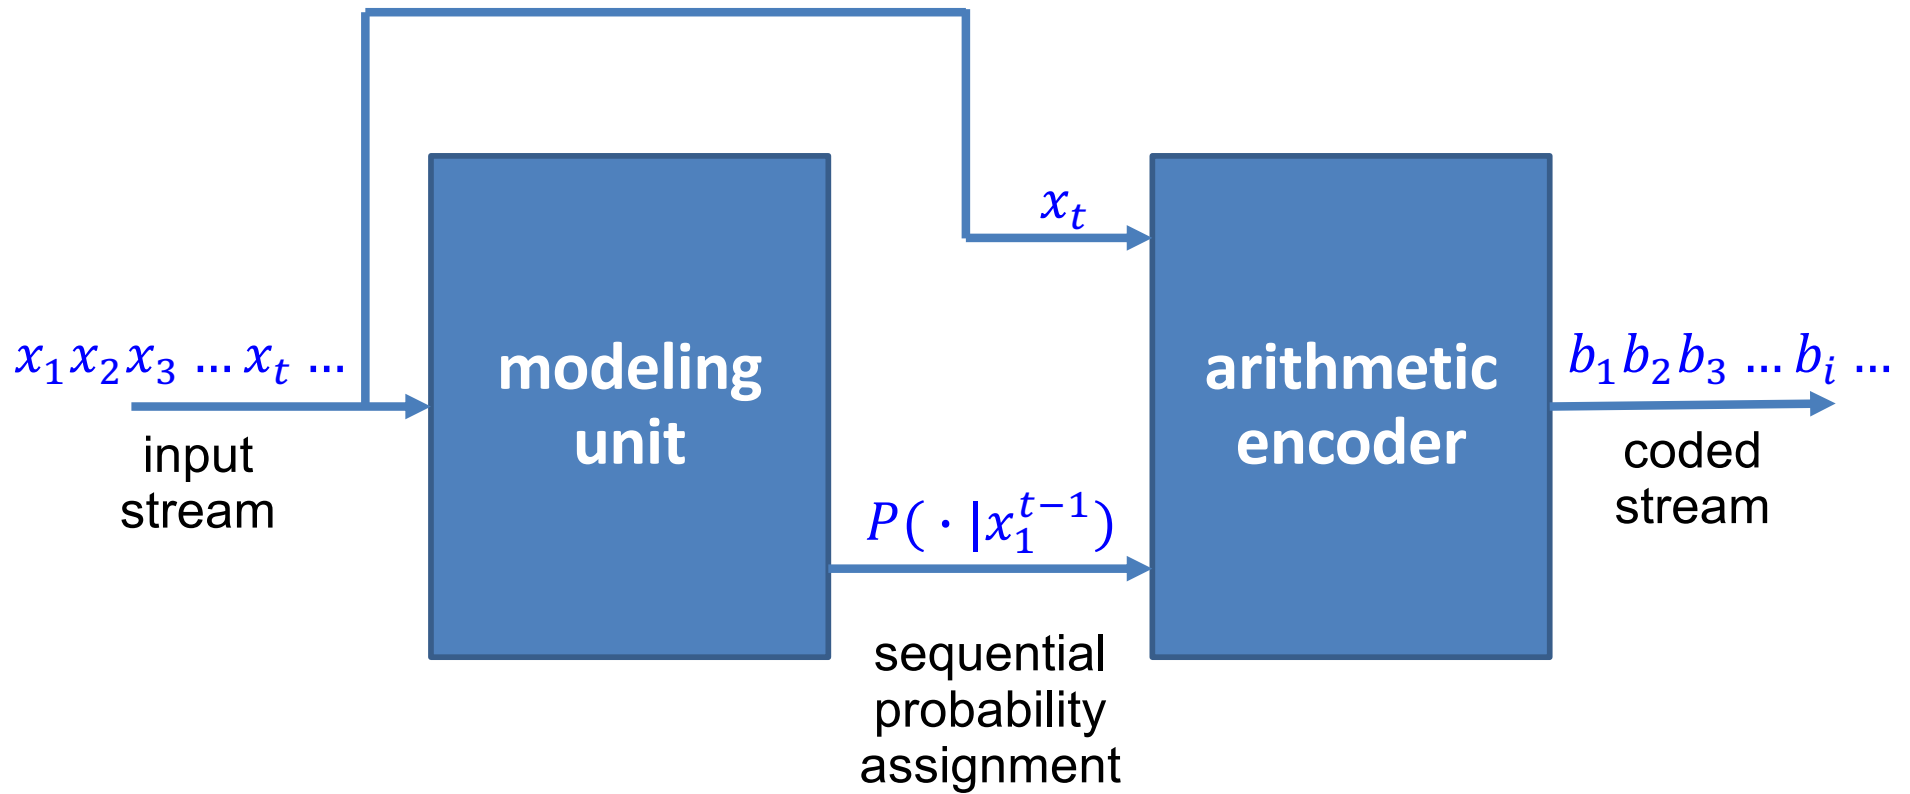 x_t
x_1 x_2 x_3 ... x_t ...
modeling
unit
arithmetic
encoder
b_1 b_2 b_3 ... b_i ...
input
stream
coded
stream
P( · |x_1^{t−1})
sequential
probability
assignment